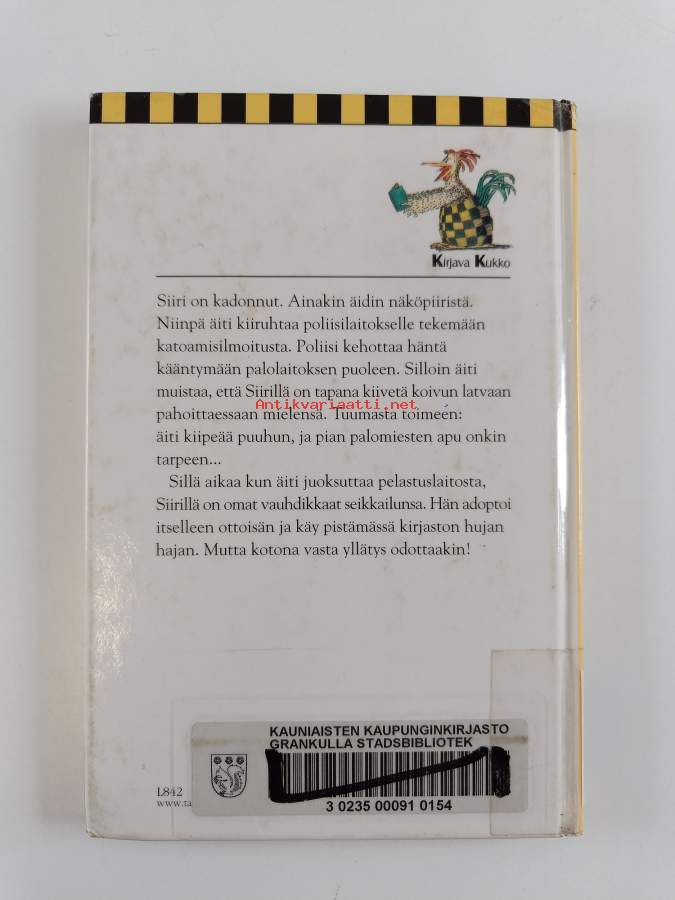 Kirjava Kukko
Siiri on kadonnut. Ainakin äidin näköpiiristä.
Niinpä äiti kiiruhtaa poliisilaitokselle tekemään
katoamisilmoitusta. Poliisi kehottaa häntä
kääntymään palolaitoksen puoleen. Silloin äiti
muistaa, että Siirillä on tapana kiivetä koivun latvaan
Antikvariaatti.net
pahoittaessaan mielensä. Tuumasta toimeen:
äiti kiipeää puuhun, ja pian palomiesten apu onkin
tarpeen...
Sillä aikaa kun äiti juoksuttaa pelastuslaitosta,
Siirillä on omat vauhdikkaat seikkailunsa. Hän adoptoi
itselleen ottoisän ja käy pistämässä kirjaston hujan
hajan. Mutta kotona vasta yllätys odottaakin!
KAUNIAISTEN KAUPUNGINKIRJASTO
GRANKULLA STADSBIBLIOTEK
L842
www.ta
3 0235 00091 0154